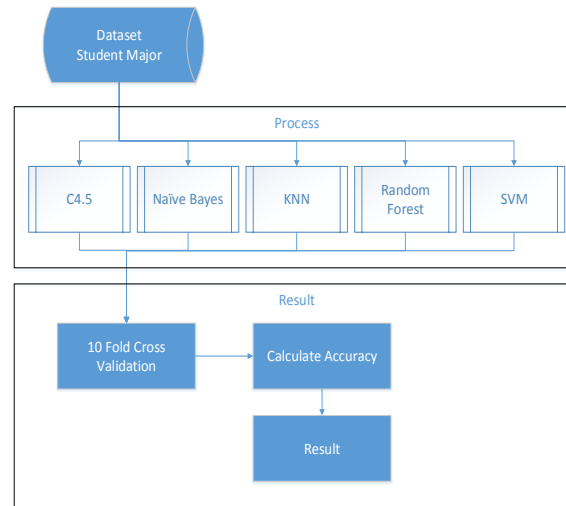 Dataset
Student Major
Process
C4.5
Naïve Bayes
KNN
Random
Forest
SVM
Result
10 Fold Cross
Validation
Calculate Accuracy
Result